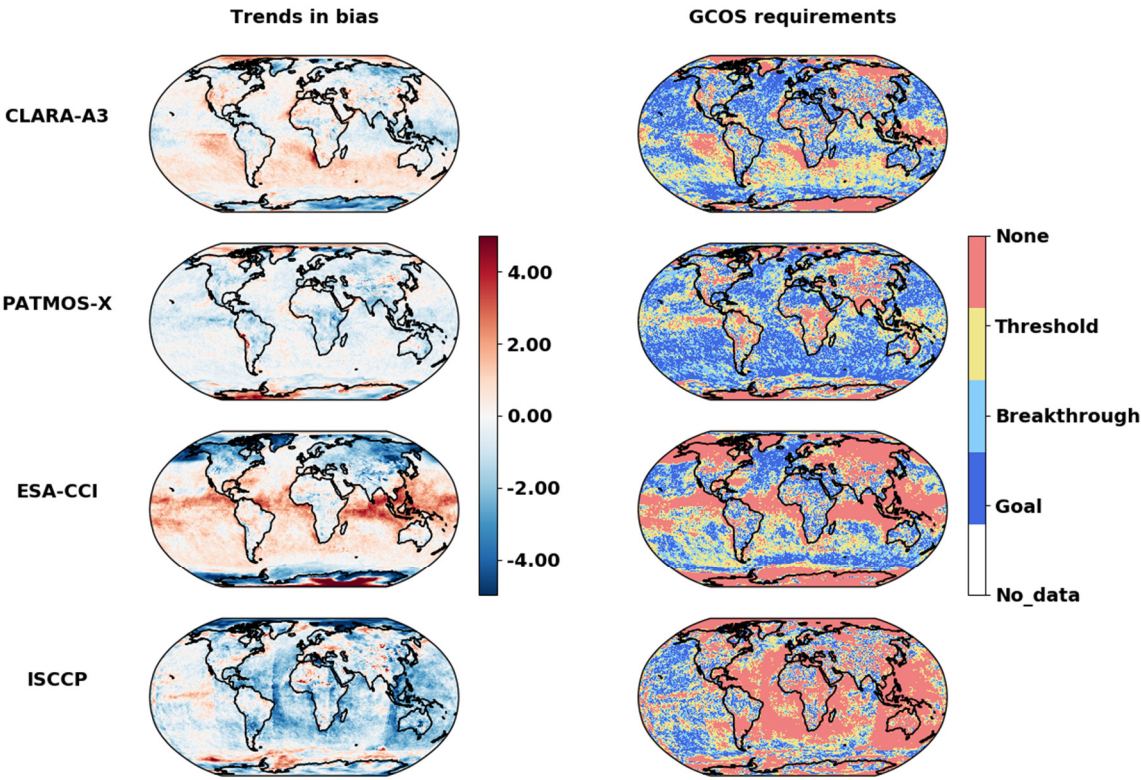 Trends in bias
GCOS requirements
CLARA-A3
PATMOS-X
ESA-CCI
ISCCP
4.00
2.00
0.00
-2.00
-4.00
None
Threshold
Breakthrough
Goal
No_data